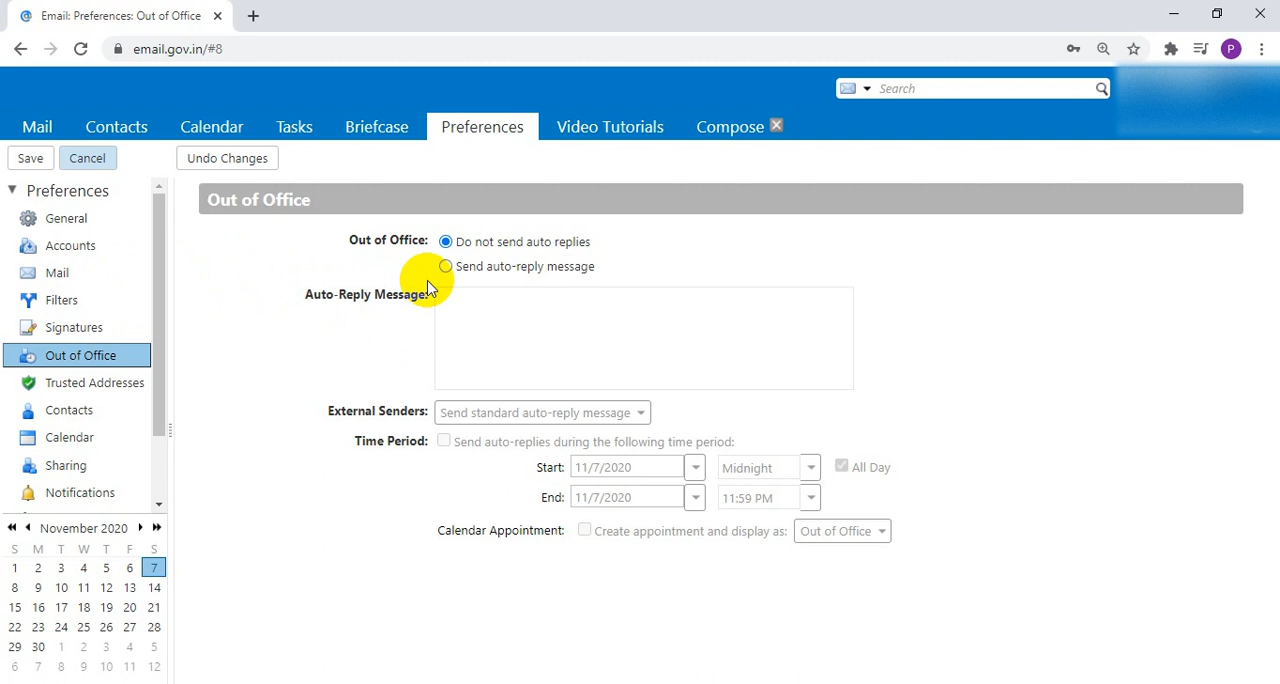 Email: Preferences: Out of Office
email.gov.in/#8
P
Search
Mail Contacts Calendar Tasks Briefcase Preferences Video Tutorials Compose
Save Cancel Undo Changes
Preferences
General
Accounts
Mail
Filters
Signatures
Out of Office
Trusted Addresses
Contacts
Calendar
Sharing
Notifications
November 2020
S M T W T F S
1 2 3 4 5 6 7
8 9 10 11 12 13 14
15 16 17 18 19 20 21
22 23 24 25 26 27 28
29 30 1 2 3 4 5
6 7 8 9 10 11 12
Out of Office
Out of Office: Do not send auto replies
Send auto-reply message
Auto-Reply Message:
External Senders: Send standard auto-reply message
Time Period: Send auto-replies during the following time period:
Start: 11/7/2020 Midnight All Day
End: 11/7/2020 11:59 PM
Calendar Appointment: Create appointment and display as: Out of Office